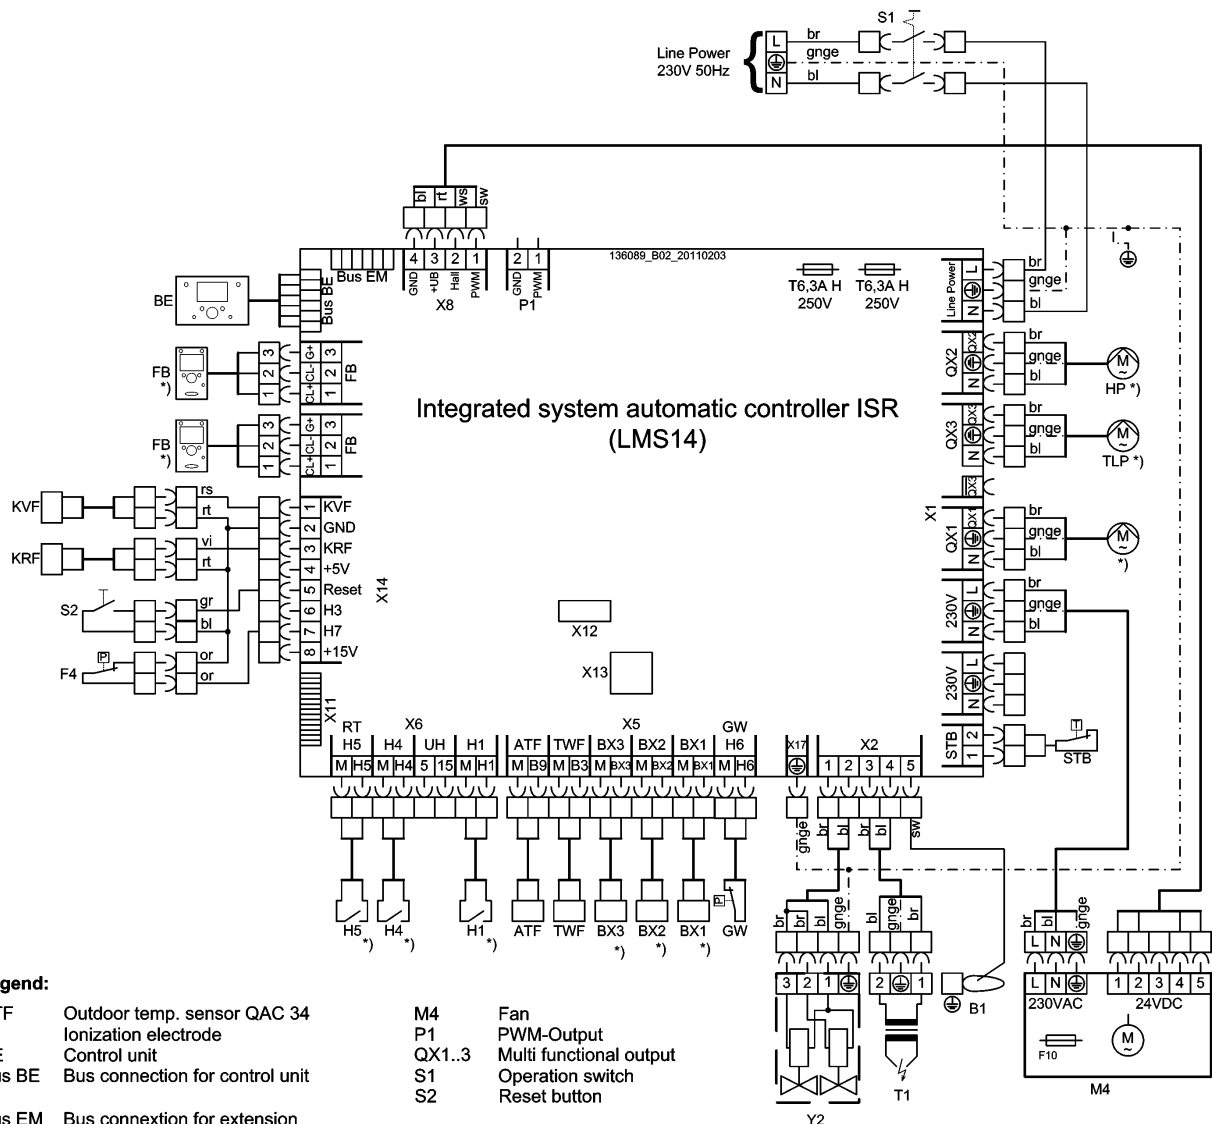 S1
Line Power
230V 50Hz
L
N
br
gnge
bl
bl rt ws sw
4 3 2 1
GND +UB Hall PWM
X8
2 1
GND PWM
P1
136089_B02_20110203
T6,3A H
250V
T6,3A H
250V
Bus EM
BE
Bus BE
FB
*)
3 G+ 3
2 CL- 2
1 CL+ 1
FB
FB
*)
3 G+ 3
2 CL- 2
1 CL+ 1
FB
Integrated system automatic controller ISR
(LMS14)
Line Power
L
N
br
gnge
bl
QX2
QX2
N
br
gnge
bl
M
~
HP *)
QX3
QX3
N
br
gnge
bl
M
~
TLP *)
QX3
X1
QX1
QX1
N
br
gnge
bl
M
~
*)
230V
L
N
br
gnge
bl
230V
L
N
STB
2
1
T
STB
KVF
rs
rt
KRF
vi
rt
S2
gr
bl
P
F4
or
or
1 KVF
2 GND
3 KRF
4 +5V
5 Reset
6 H3
7 H7
8 +15V
X14
X12
X13
X11
RT X6 X5 GW
H5 H4 UH H1 ATF TWF BX3 BX2 BX1 H6
M H5 M H4 5 15 M H1 M B9 M B3 M BX3 M BX2 M BX1 M H6
X17
X2
1 2 3 4 5
gnge
br bl br bl sw
P
H5 *) H4 *) H1 *) ATF TWF BX3 *) BX2 *) BX1 *) GW
br br bl gnge
3 2 1
Y2
bl gnge br
2 1
T1
B1
br bl gnge
L N
L N
230VAC
1 2 3 4 5
24VDC
F10
M
~
M4
gend:
TF Outdoor temp. sensor QAC 34
Ionization electrode
E Control unit
us BE Bus connection for control unit
us EM Bus connextion for extension
M4 Fan
P1 PWM-Output
QX1..3 Multi functional output
S1 Operation switch
S2 Reset button